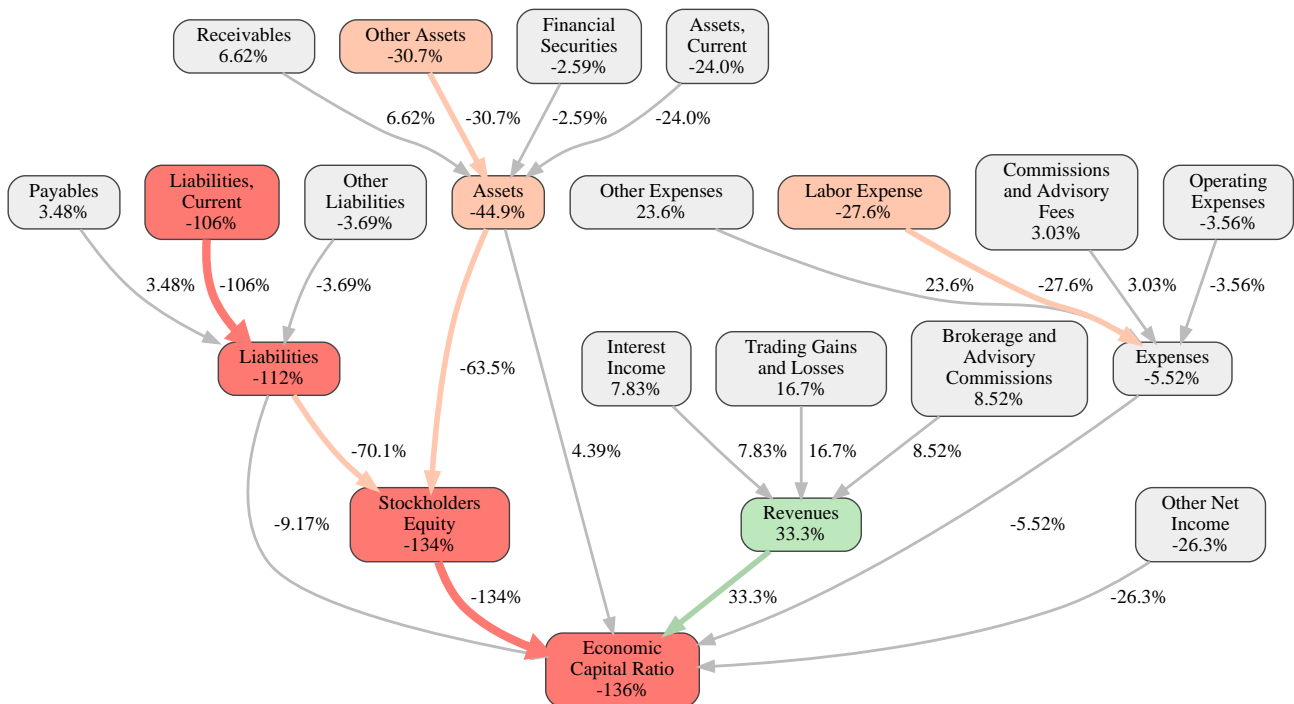 Receivables
6.62%
Other Assets
-30.7%
Financial
Securities
-2.59%
Assets,
Current
-24.0%
6.62%
-30.7%
-2.59%
-24.0%
Payables
3.48%
Liabilities,
Current
-106%
Other
Liabilities
-3.69%
Assets
-44.9%
Other Expenses
23.6%
Labor Expense
-27.6%
Commissions
and Advisory
Fees
3.03%
Operating
Expenses
-3.56%
3.48%
-106%
-3.69%
23.6%
-27.6%
3.03%
-3.56%
Liabilities
-112%
-63.5%
Interest
Income
7.83%
Trading Gains
and Losses
16.7%
Brokerage and
Advisory
Commissions
8.52%
Expenses
-5.52%
-70.1%
4.39%
7.83%
16.7%
8.52%
-9.17%
Stockholders
Equity
-134%
Revenues
33.3%
-5.52%
Other Net
Income
-26.3%
-134%
33.3%
-26.3%
Economic
Capital Ratio
-136%